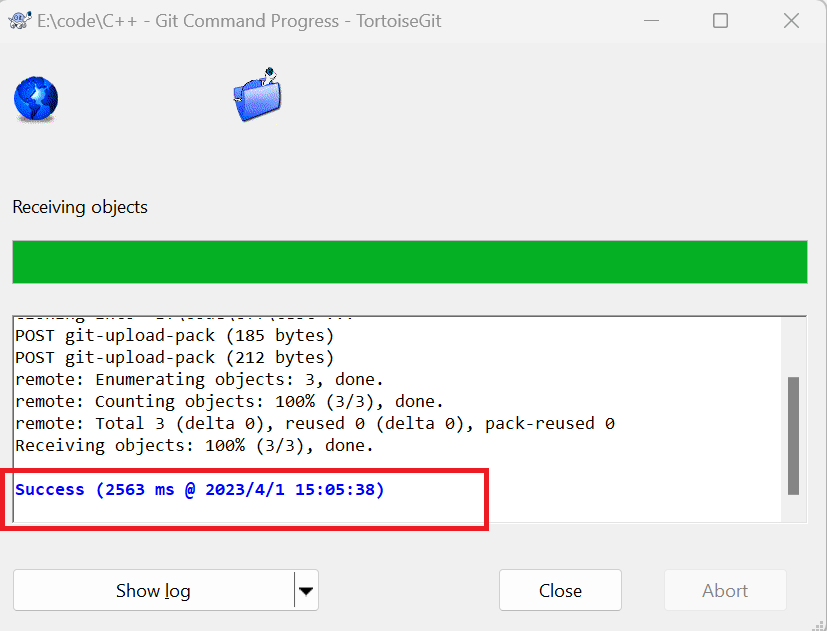 E:\code\C++ - Git Command Progress - TortoiseGit
Receiving objects
POST git-upload-pack (185 bytes)
POST git-upload-pack (212 bytes)
remote: Enumerating objects: 3, done.
remote: Counting objects: 100% (3/3), done.
remote: Total 3 (delta 0), reused 0 (delta 0), pack-reused 0
Receiving objects: 100% (3/3), done.
Success (2563 ms @ 2023/4/1 15:05:38)
Show log
Close
Abort